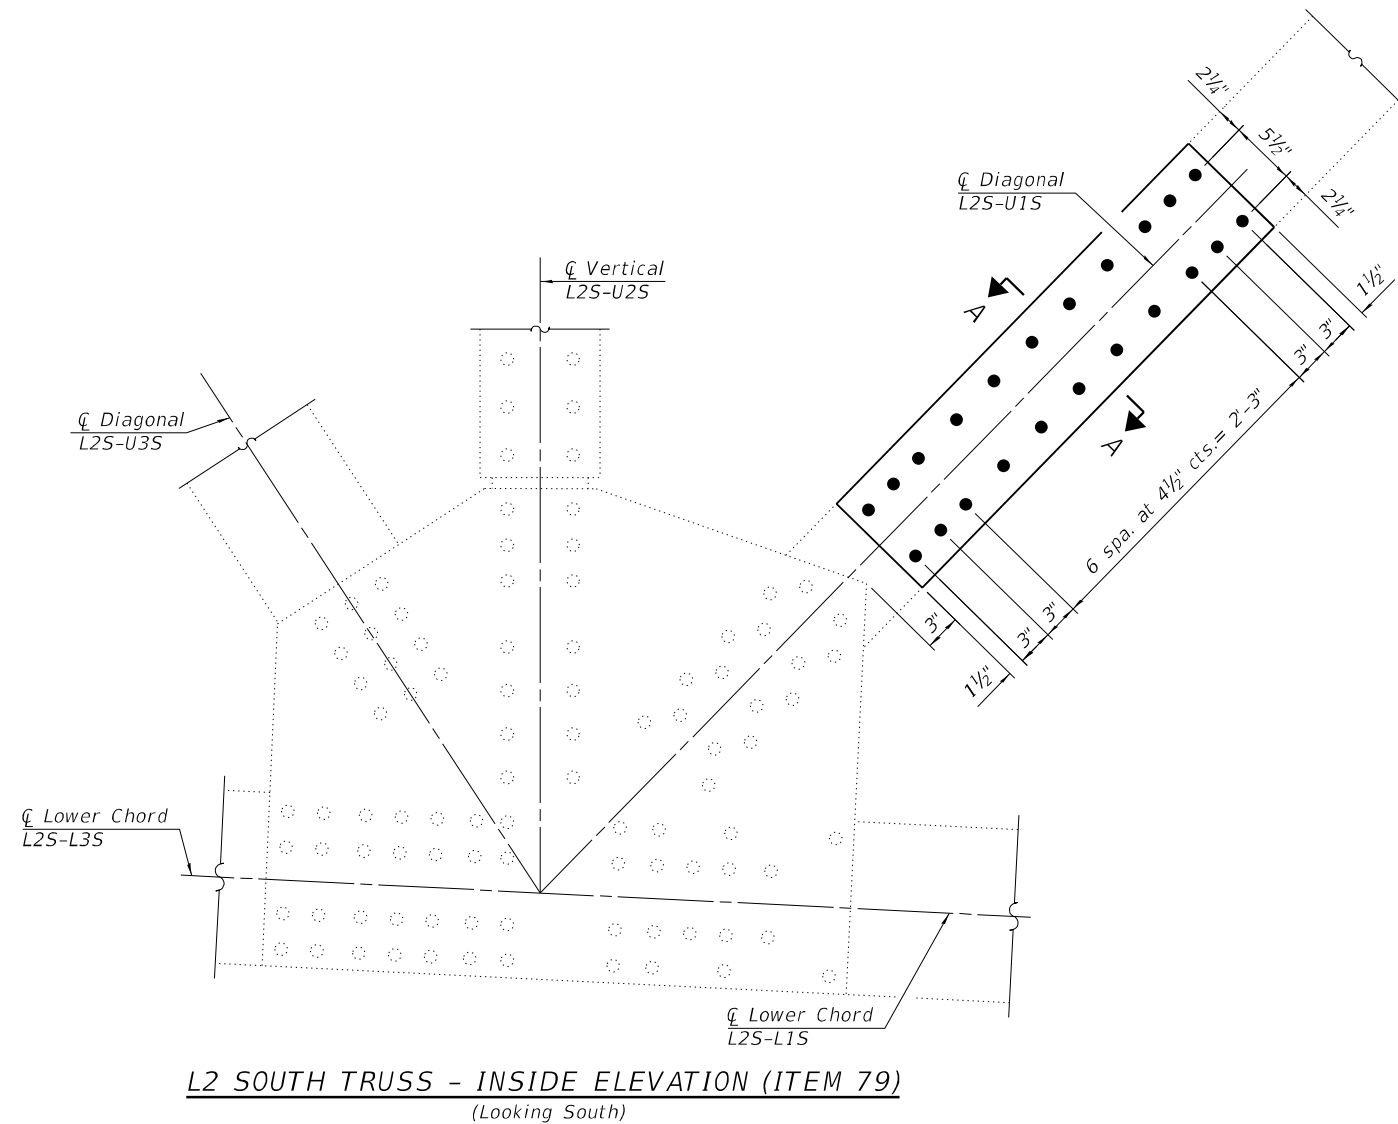 2¼"
5½"
2¼"
℄ Diagonal
L2S-U1S
℄ Vertical
L2S-U2S
1½"
A
3"
3"
℄ Diagonal
L2S-U3S
A
6 spa. at 4½" cts.= 2'-3"
3"
3"
3"
1½"
℄ Lower Chord
L2S-L3S
℄ Lower Chord
L2S-L1S
L2 SOUTH TRUSS - INSIDE ELEVATION (ITEM 79)
(Looking South)